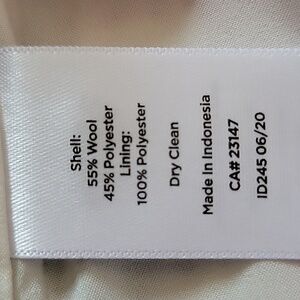 Shell:
55% Wool
45% Polyester
Lining:
100% Polyester
Dry Clean
Made In Indonesia
CA# 23147
ID245 06/20